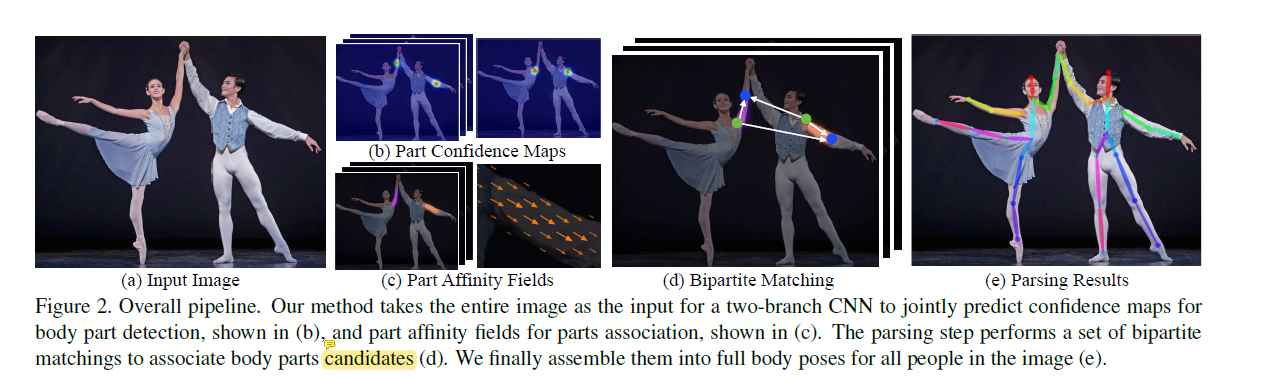 (b) Part Confidence Maps
(a) Input Image
(c) Part Affinity Fields
(d) Bipartite Matching
(e) Parsing Results
Figure 2. Overall pipeline. Our method takes the entire image as the input for a two-branch CNN to jointly predict confidence maps for
body part detection, shown in (b), and part affinity fields for parts association, shown in (c). The parsing step performs a set of bipartite
matchings to associate body parts candidates (d). We finally assemble them into full body poses for all people in the image (e).